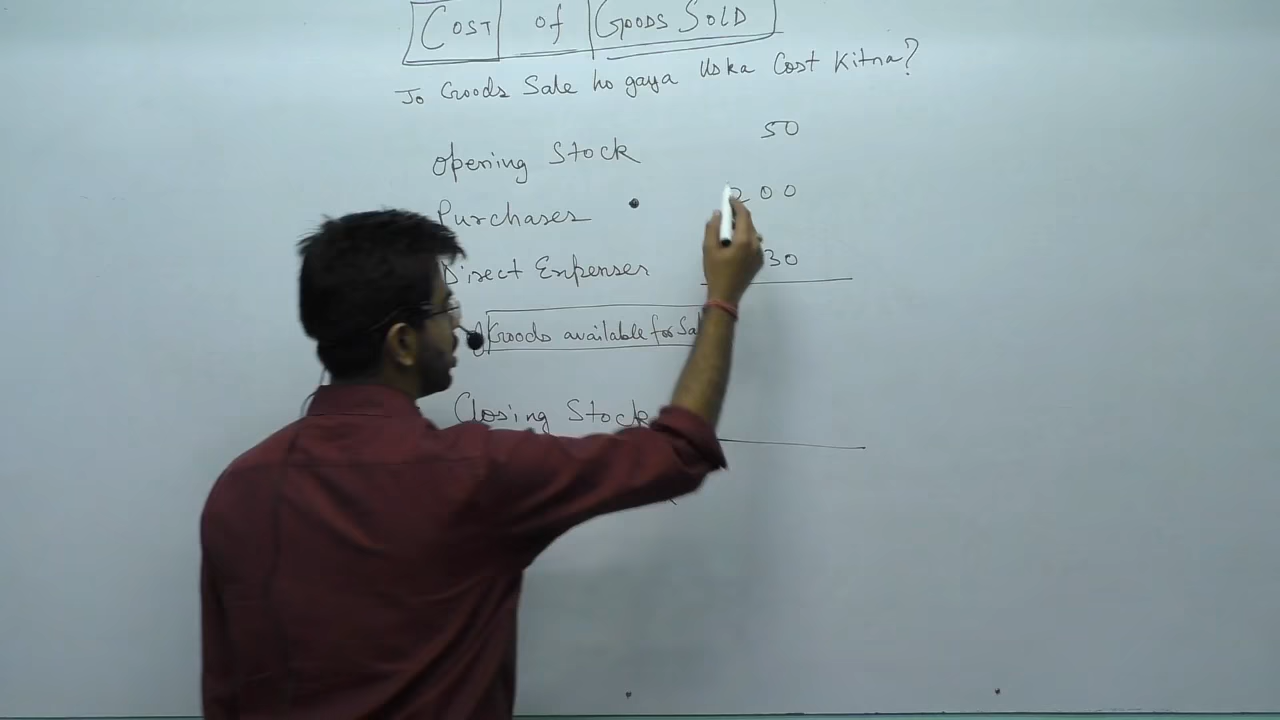 Cost of Goods Sold
Jo Goods Sale ho gaya Uska Cost Kitna?
Opening Stock 50
Purchases 200
Direct Expenses 30
Goods available for Sal
Closing Stock